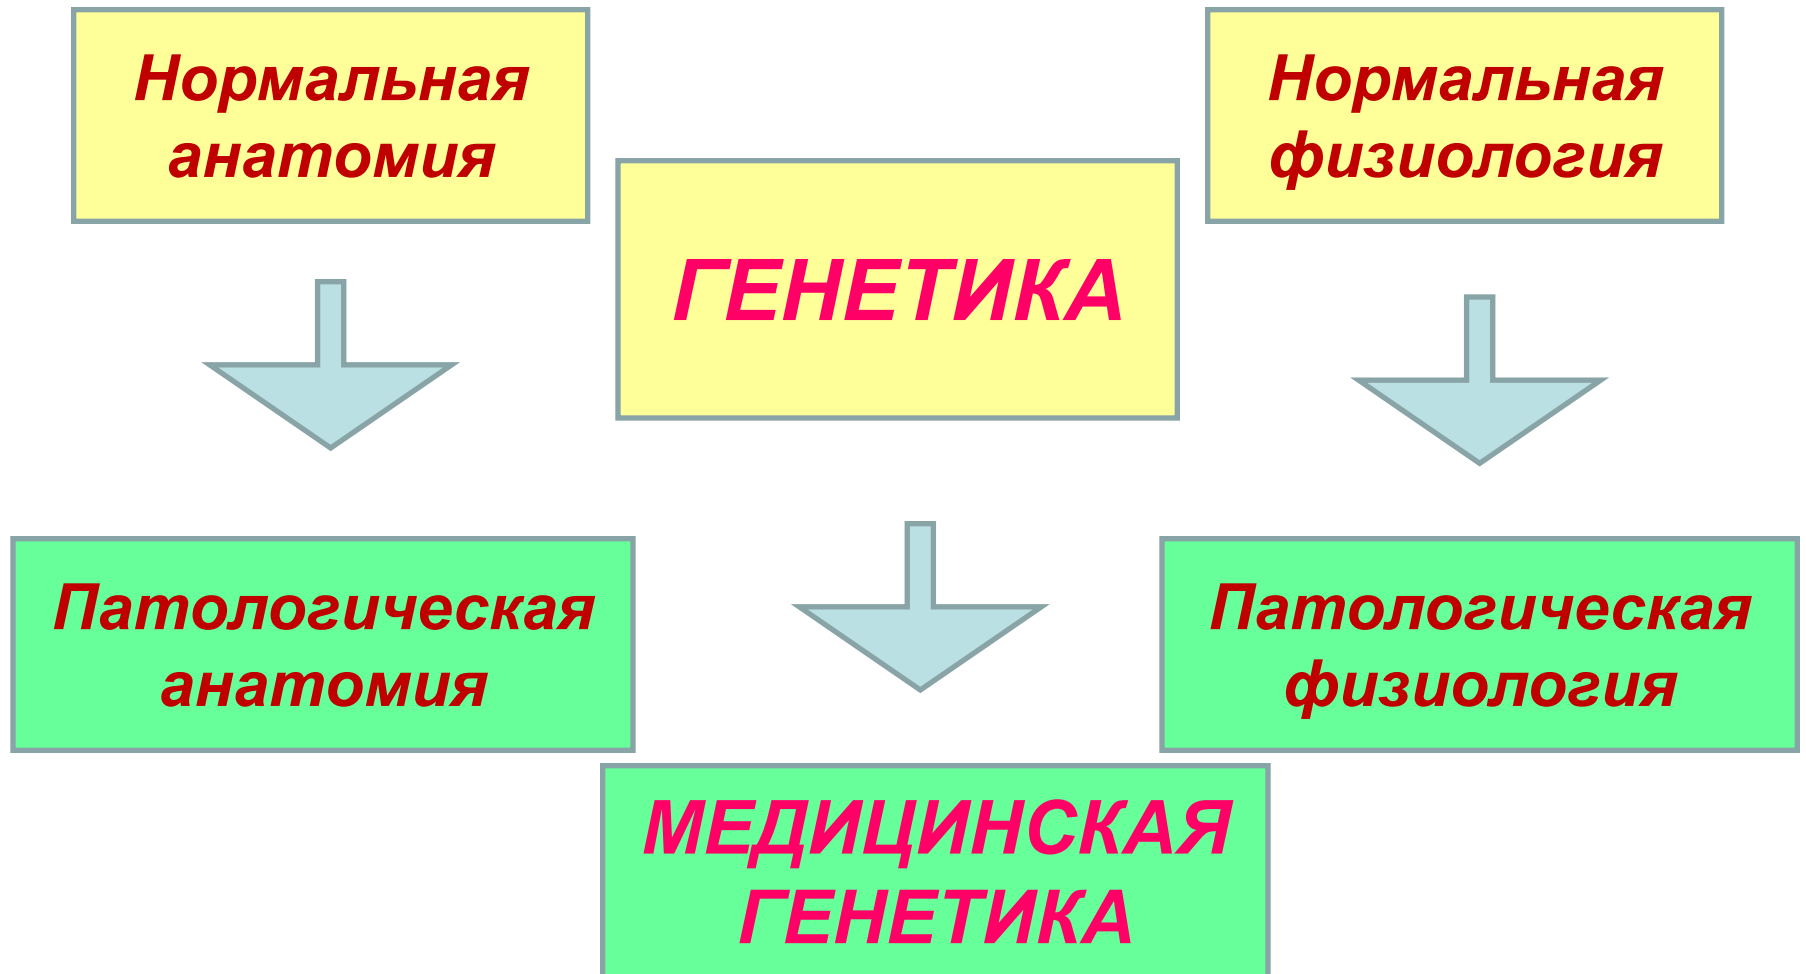 Нормальная
анатомия
Нормальная
физиология
ГЕНЕТИКА
Патологическая
анатомия
Патологическая
физиология
МЕДИЦИНСКАЯ
ГЕНЕТИКА